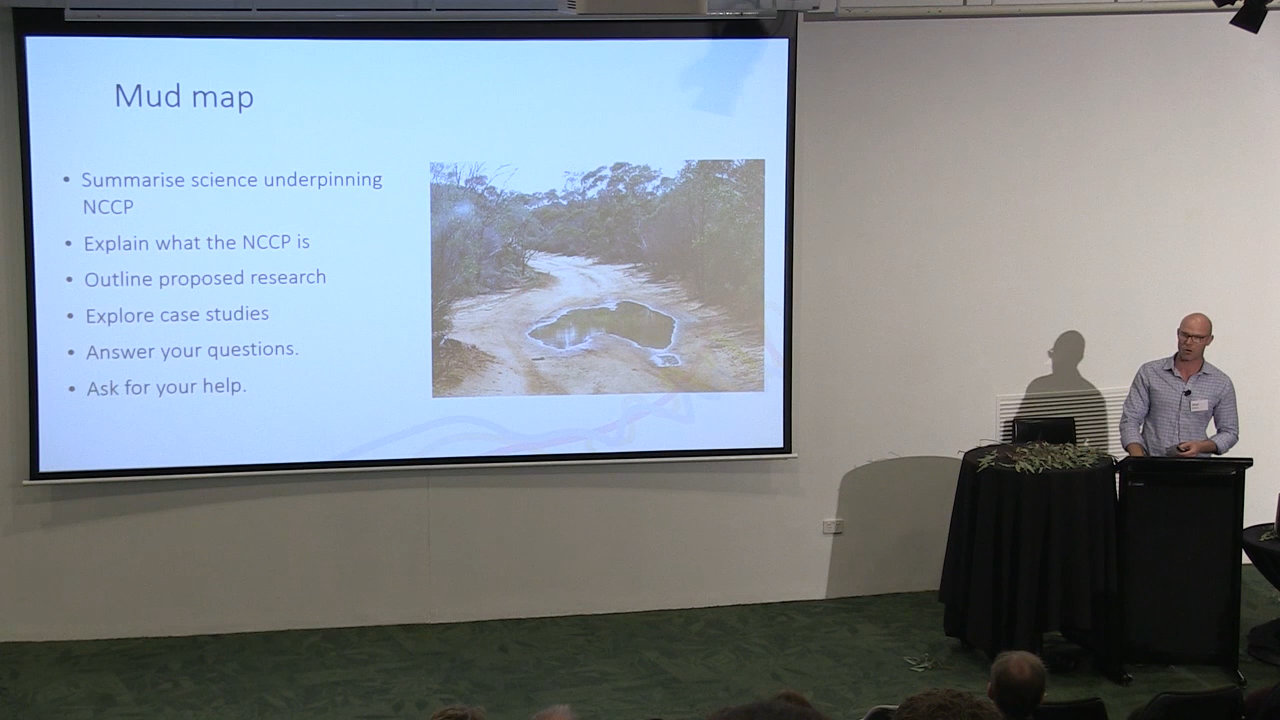 Mud map
• Summarise science underpinning
NCCP
• Explain what the NCCP is
• Outline proposed research
• Explore case studies
• Answer your questions.
• Ask for your help.